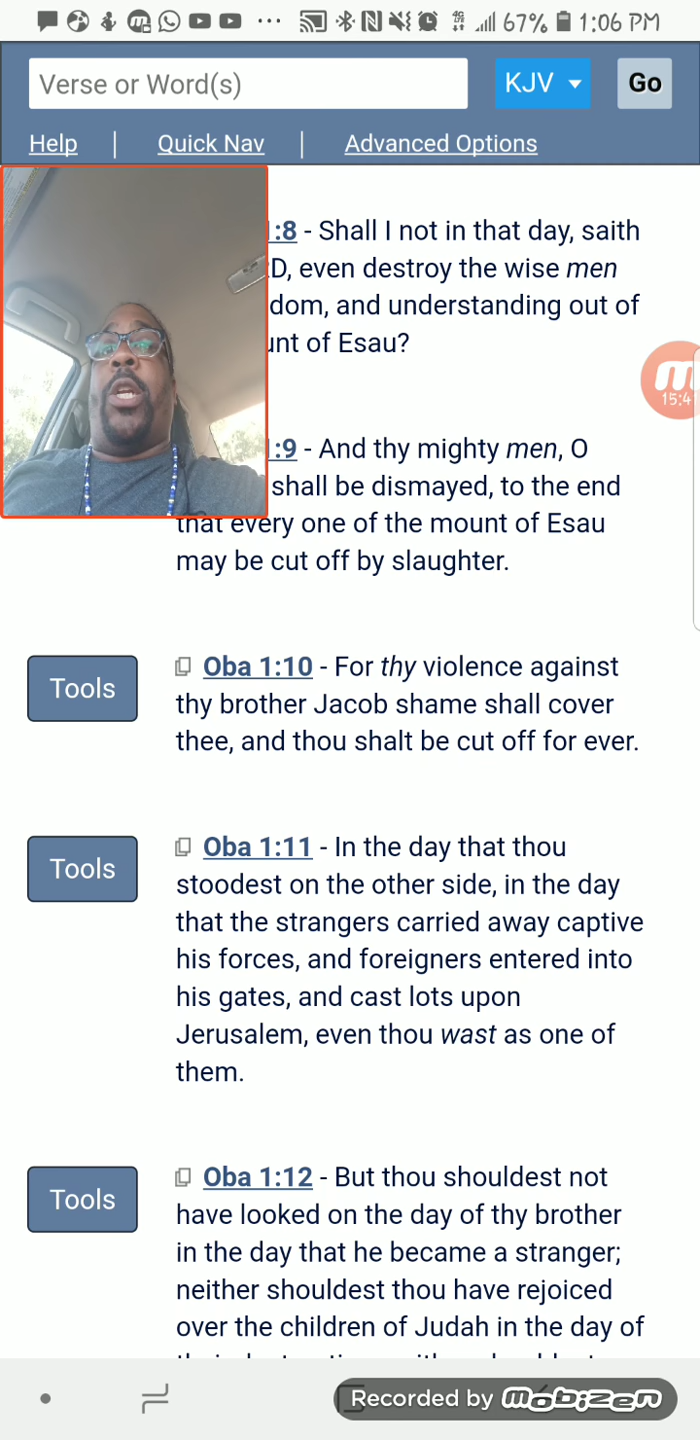 67% 1:06 PM
Verse or Word(s) KJV Go
Help | Quick Nav | Advanced Options
:8 - Shall I not in that day, saith
D, even destroy the wise men
dom, and understanding out of
unt of Esau?
15:4
:9 - And thy mighty men, O
shall be dismayed, to the end
that every one of the mount of Esau
may be cut off by slaughter.
Tools
Oba 1:10 - For thy violence against
thy brother Jacob shame shall cover
thee, and thou shalt be cut off for ever.
Tools
Oba 1:11 - In the day that thou
stoodest on the other side, in the day
that the strangers carried away captive
his forces, and foreigners entered into
his gates, and cast lots upon
Jerusalem, even thou wast as one of
them.
Tools
Oba 1:12 - But thou shouldest not
have looked on the day of thy brother
in the day that he became a stranger;
neither shouldest thou have rejoiced
over the children of Judah in the day of
Recorded by mobizen